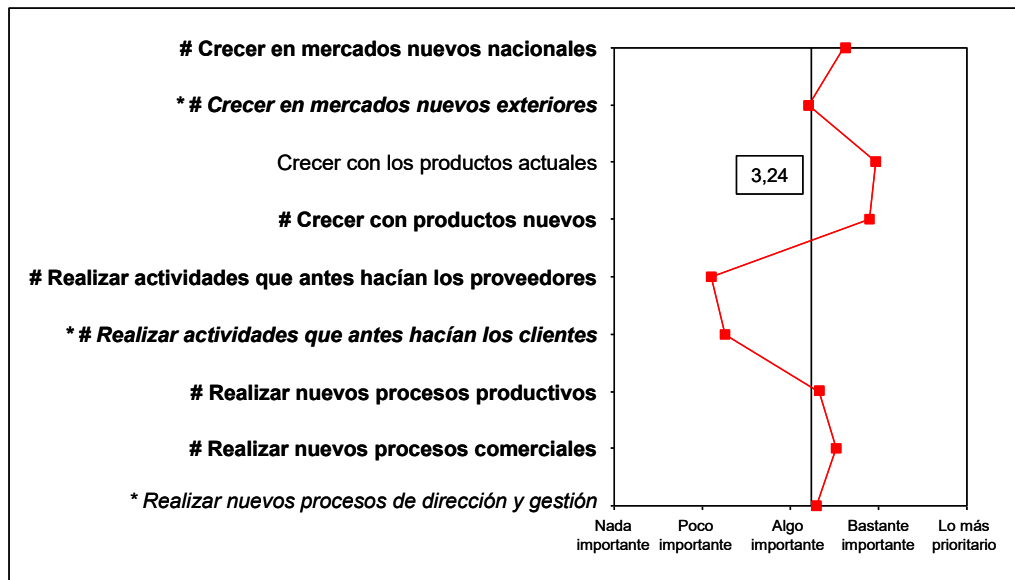 # Crecer en mercados nuevos nacionales
* # Crecer en mercados nuevos exteriores
Crecer con los productos actuales
3,24
# Crecer con productos nuevos
# Realizar actividades que antes hacían los proveedores
* # Realizar actividades que antes hacían los clientes
# Realizar nuevos procesos productivos
# Realizar nuevos procesos comerciales
* Realizar nuevos procesos de dirección y gestión
Nada
importante
Poco
importante
Algo
importante
Bastante
importante
Lo más
prioritario